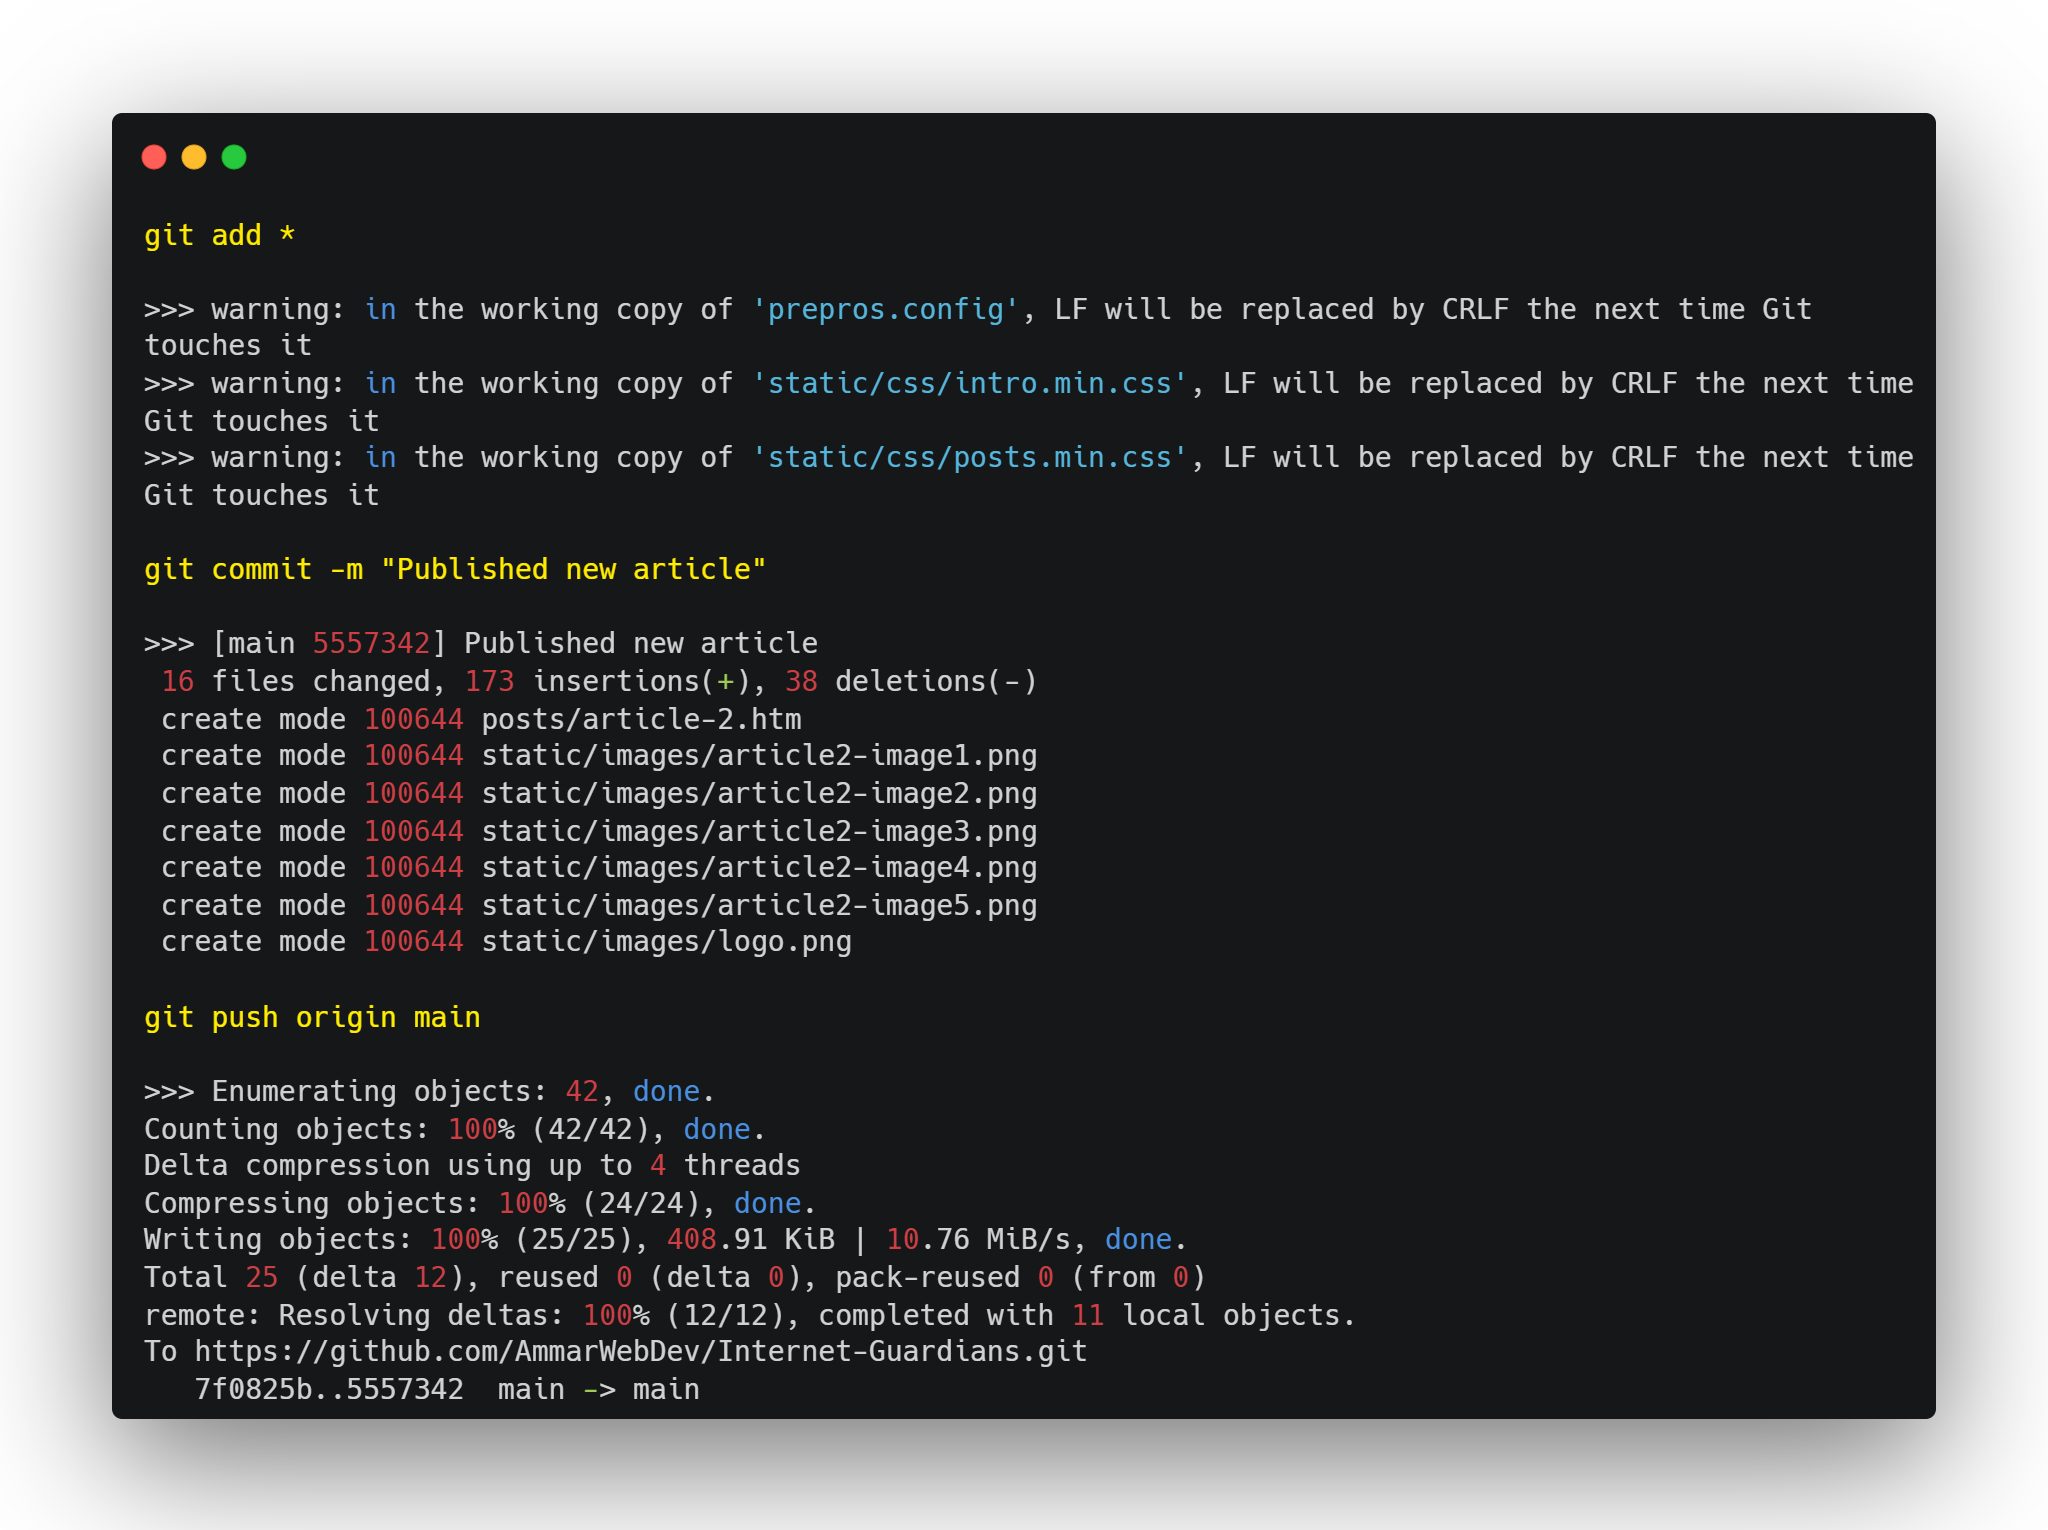 git add *
>>> warning: in the working copy of 'prepros.config', LF will be replaced by CRLF the next time Git
touches it
>>> warning: in the working copy of 'static/css/intro.min.css', LF will be replaced by CRLF the next time
Git touches it
>>> warning: in the working copy of 'static/css/posts.min.css', LF will be replaced by CRLF the next time
Git touches it
git commit -m "Published new article"
>>> [main 5557342] Published new article
 16 files changed, 173 insertions(+), 38 deletions(-)
 create mode 100644 posts/article-2.htm
 create mode 100644 static/images/article2-image1.png
 create mode 100644 static/images/article2-image2.png
 create mode 100644 static/images/article2-image3.png
 create mode 100644 static/images/article2-image4.png
 create mode 100644 static/images/article2-image5.png
 create mode 100644 static/images/logo.png
git push origin main
>>> Enumerating objects: 42, done.
Counting objects: 100% (42/42), done.
Delta compression using up to 4 threads
Compressing objects: 100% (24/24), done.
Writing objects: 100% (25/25), 408.91 KiB | 10.76 MiB/s, done.
Total 25 (delta 12), reused 0 (delta 0), pack-reused 0 (from 0)
remote: Resolving deltas: 100% (12/12), completed with 11 local objects.
To https://github.com/AmmarWebDev/Internet-Guardians.git
   7f0825b..5557342  main -> main